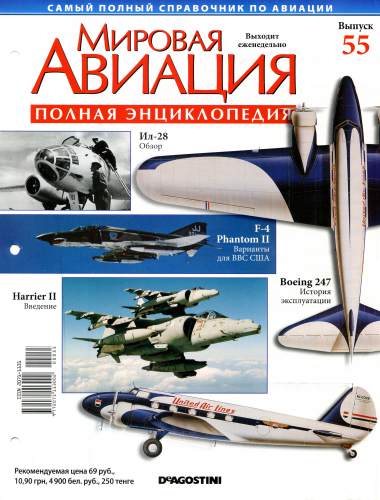 САМЫЙ ПОЛНЫЙ СПРАВОЧНИК ПО АВИАЦИИ
МИРОВАЯ
АВИАЦИЯ
ПОЛНАЯ ЭНЦИКЛОПЕДИЯ
Выходит
еженедельно
Выпуск
55
Ил-28
Обзор
F-4
Phantom II
Варианты
для ВВС США
Boeing 247
История
эксплуатации
Harrier II
Введение
United Air Lines
DEAGOSTINI
Рекомендуемая цена 69 руб.,
10,90 грн, 4 900 бел. руб., 250 тенге